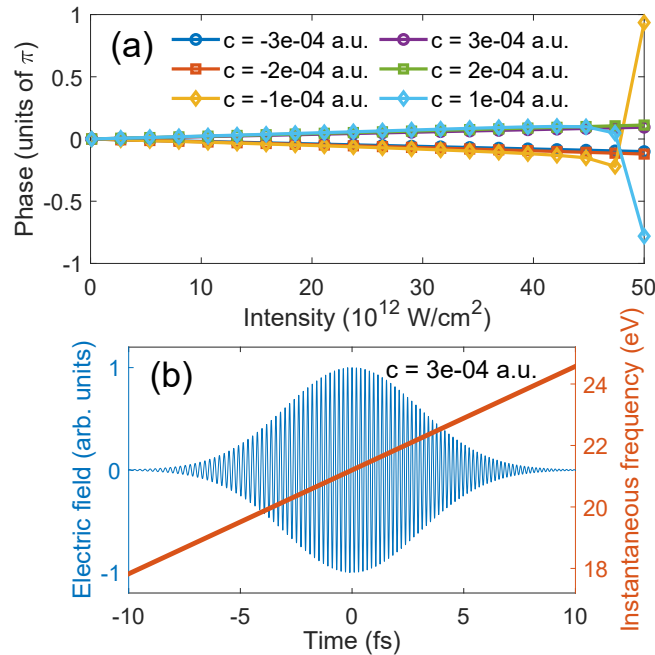 (a)
c = -3e-04 a.u.
c = 3e-04 a.u.
c = -2e-04 a.u.
c = 2e-04 a.u.
c = -1e-04 a.u.
c = 1e-04 a.u.
Phase (units of π)
1
0.5
0
-0.5
-1
0 10 20 30 40 50
Intensity (10¹² W/cm²)
(b)
c = 3e-04 a.u.
Electric field (arb. units)
1
0
-1
Instantaneous frequency (eV)
24
22
20
18
-10 -5 0 5 10
Time (fs)